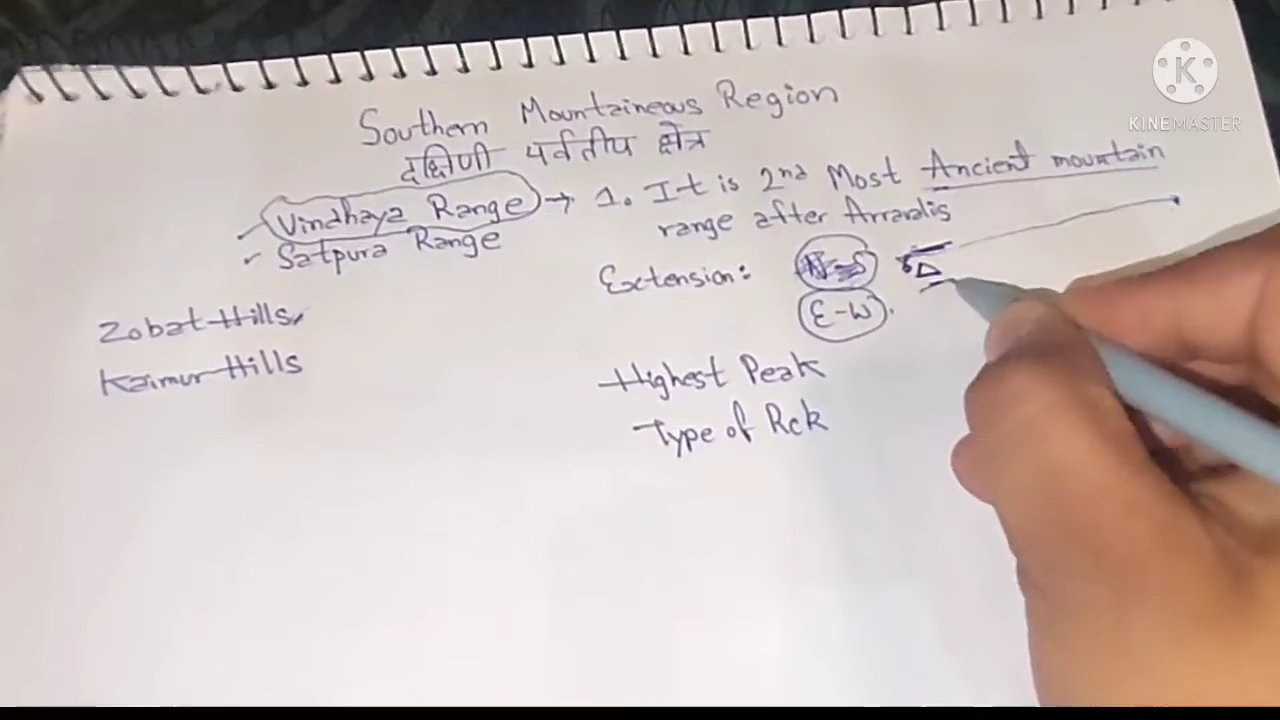 Southern Mountaineous Region
दक्षिणी पर्वतीय क्षेत्र
Vindhaya Range → 1. It is 2nd Most Ancient mountain
range after Arravalis
Satpura Range
Extension: N-S
E-W.
Zobat Hills
Kaimur Hills
Highest Peak
Type of Rck
K
KINEMASTER